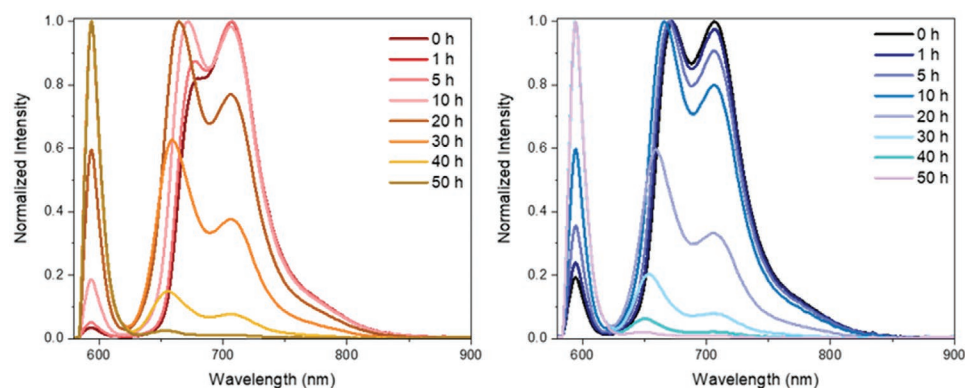 Normalized Intensity
1.0
0.8
0.6
0.4
0.2
0.0
0 h
1 h
5 h
10 h
20 h
30 h
40 h
50 h
600
700
800
900
Wavelength (nm)
Normalized Intensity
1.0
0.8
0.6
0.4
0.2
0.0
0 h
1 h
5 h
10 h
20 h
30 h
40 h
50 h
600
700
800
900
Wavelength (nm)